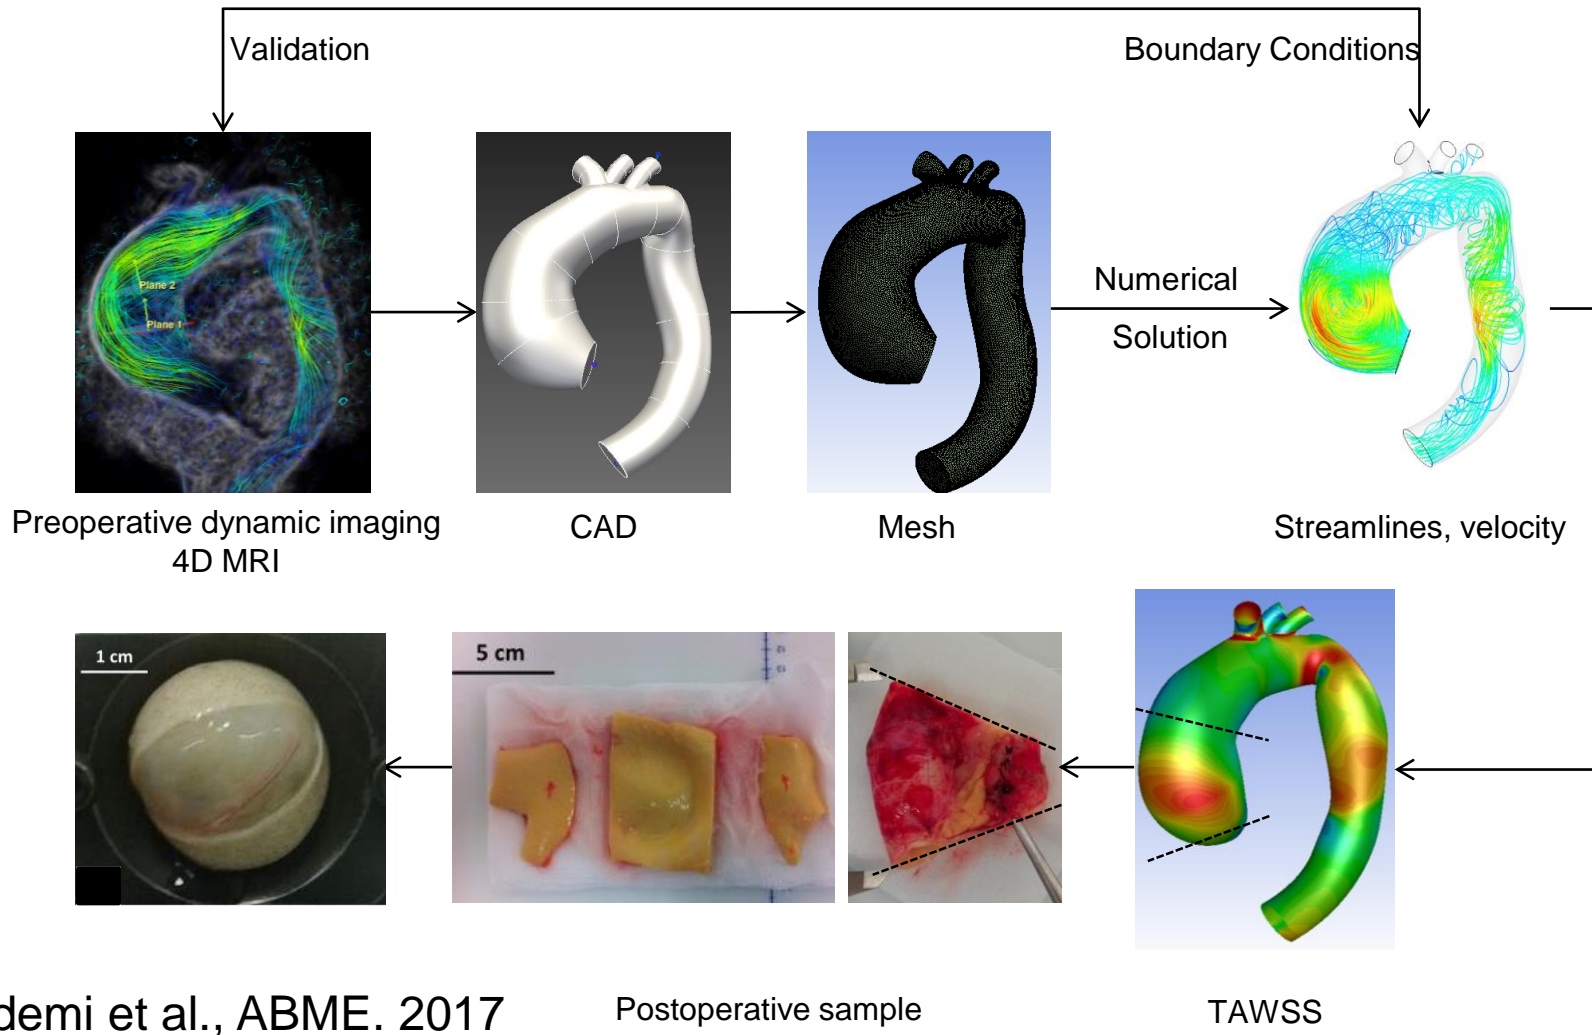 Validation
Boundary Conditions
Plane 2
Plane 1
Numerical
Solution
Preoperative dynamic imaging
4D MRI
CAD
Mesh
Streamlines, velocity
1 cm
5 cm
demi et al., ABME. 2017
Postoperative sample
TAWSS